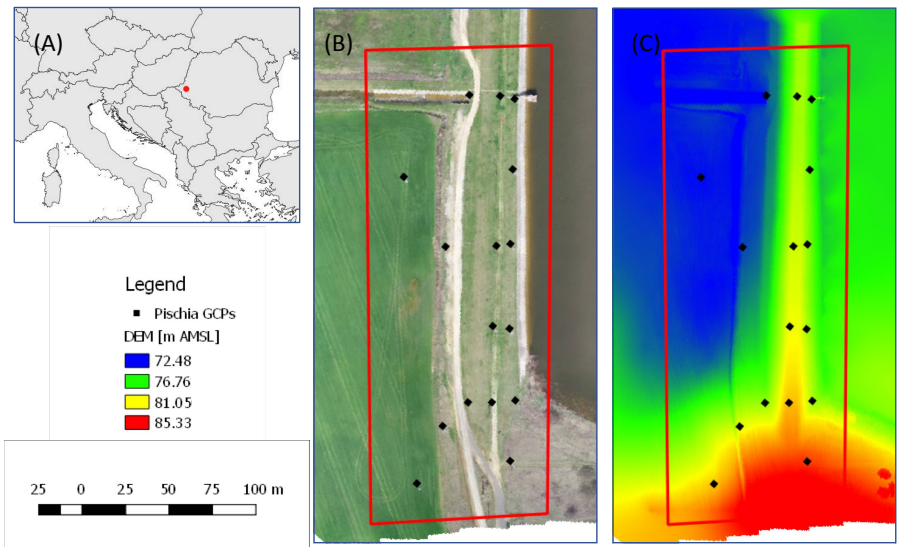 (A)
(B)
(C)
Legend
Pischia GCPs
DEM [m AMSL]
72.48
76.76
81.05
85.33
25 0 25 50 75 100 m